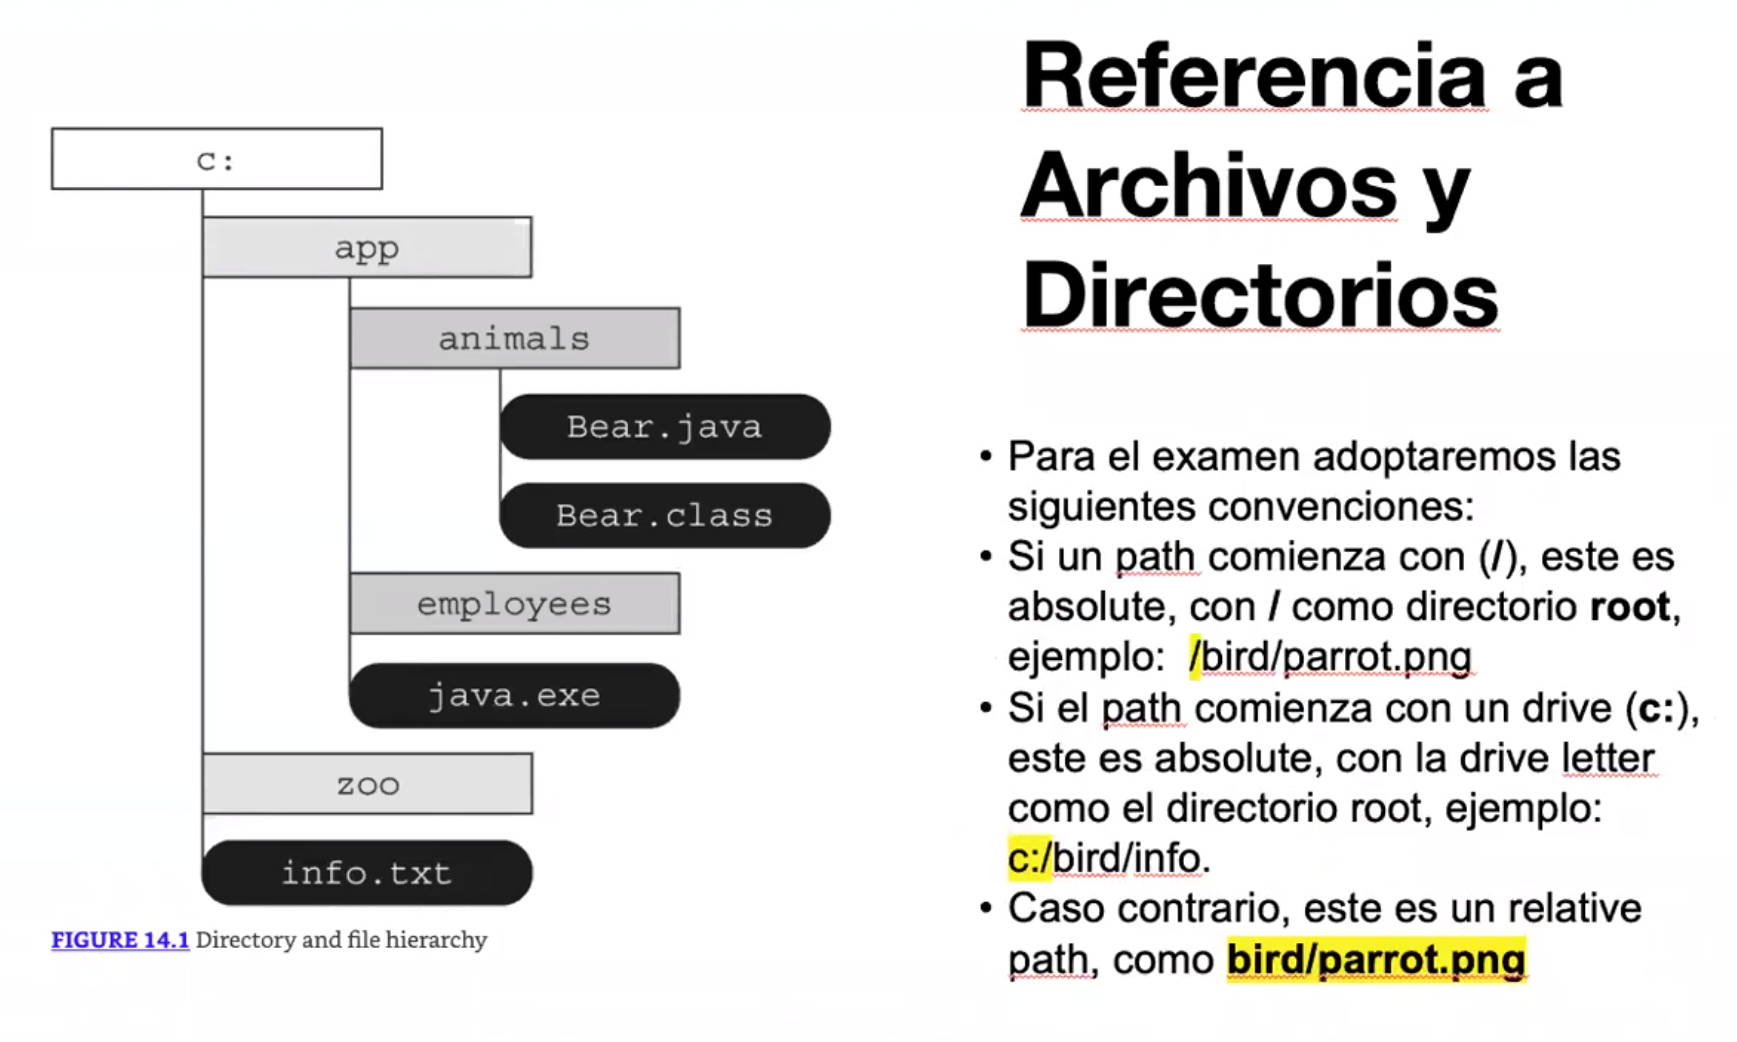 c:
app
animals
Bear.java
Bear.class
employees
java.exe
zoo
info.txt
FIGURE 14.1 Directory and file hierarchy
Referencia a
Archivos y
Directorios
• Para el examen adoptaremos las
siguientes convenciones:
• Si un path comienza con (/), este es
absolute, con / como directorio root,
ejemplo: /bird/parrot.png
• Si el path comienza con un drive (c:),
este es absolute, con la drive letter
como el directorio root, ejemplo:
c:/bird/info.
• Caso contrario, este es un relative
path, como bird/parrot.png